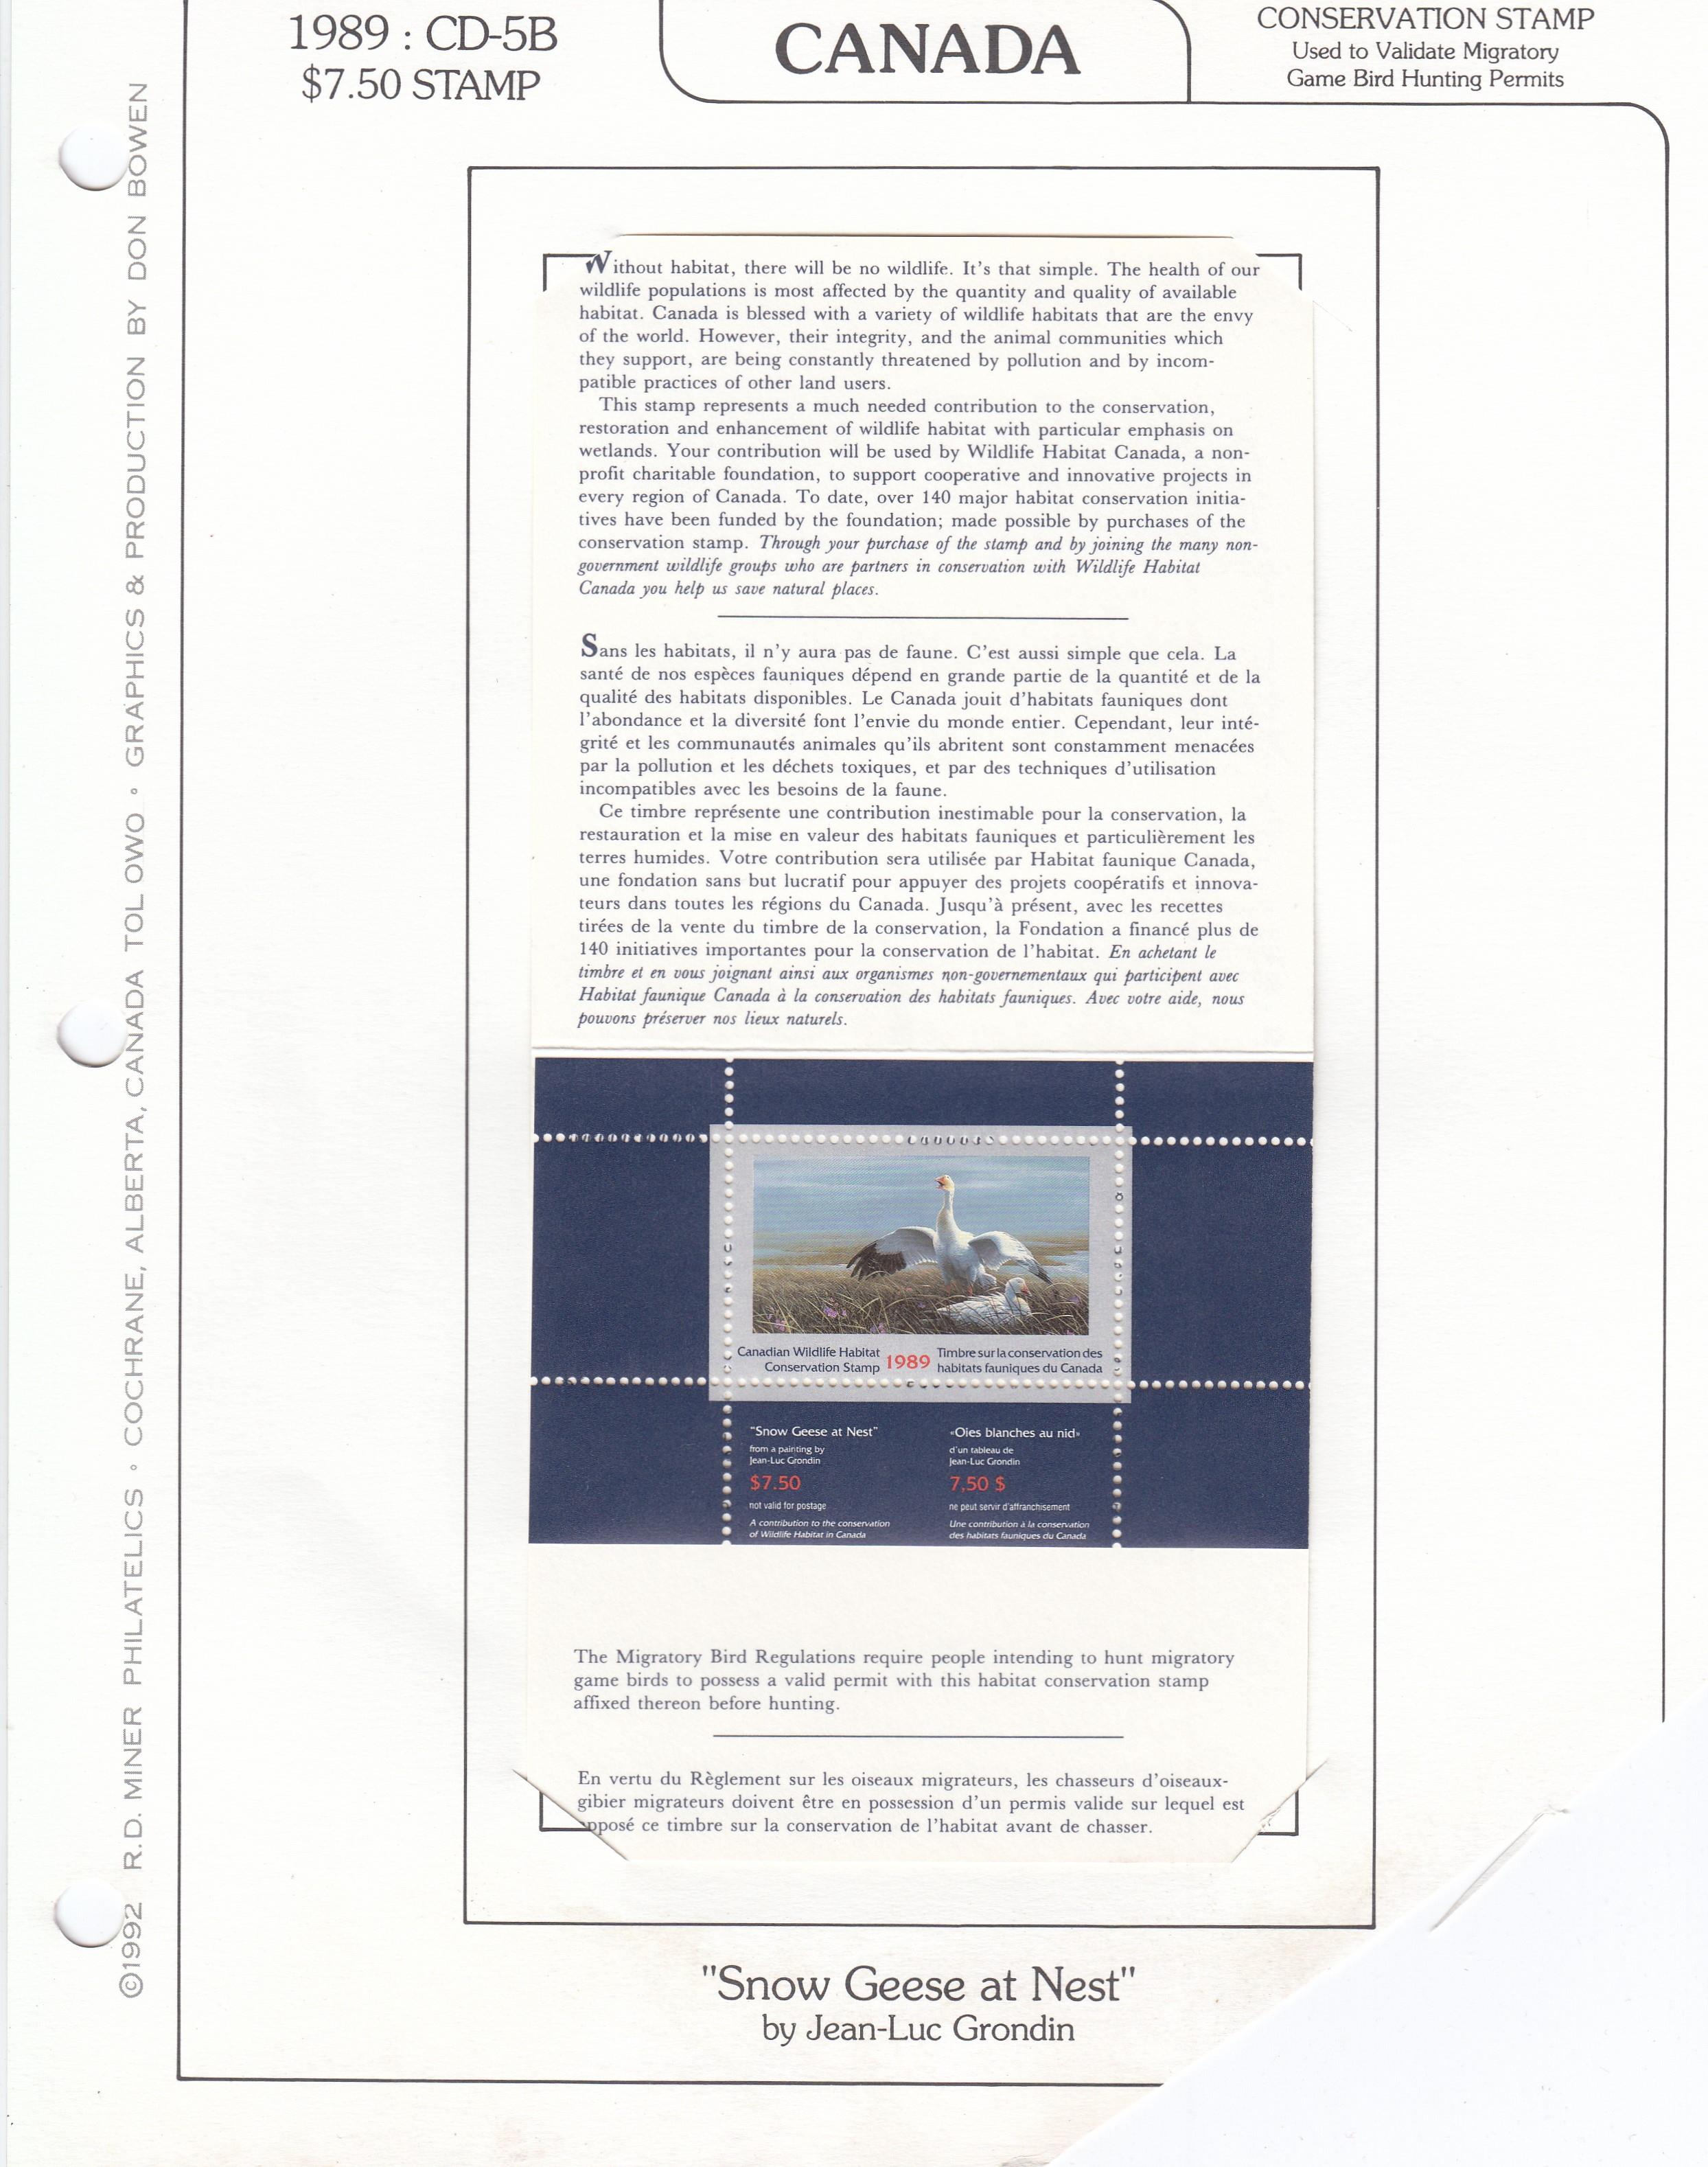 1989 : CD-5B
$7.50 STAMP
CANADA
CONSERVATION STAMP
Used to Validate Migratory
Game Bird Hunting Permits
©1992 R.D. MINER PHILATELICS ◦ COCHRANE, ALBERTA, CANADA TOL OWO ◦ GRAPHICS & PRODUCTION BY DON BOWEN
Without habitat, there will be no wildlife. It's that simple. The health of our
wildlife populations is most affected by the quantity and quality of available
habitat. Canada is blessed with a variety of wildlife habitats that are the envy
of the world. However, their integrity, and the animal communities which
they support, are being constantly threatened by pollution and by incom-
patible practices of other land users.
This stamp represents a much needed contribution to the conservation,
restoration and enhancement of wildlife habitat with particular emphasis on
wetlands. Your contribution will be used by Wildlife Habitat Canada, a non-
profit charitable foundation, to support cooperative and innovative projects in
every region of Canada. To date, over 140 major habitat conservation initia-
tives have been funded by the foundation; made possible by purchases of the
conservation stamp. Through your purchase of the stamp and by joining the many non-
government wildlife groups who are partners in conservation with Wildlife Habitat
Canada you help us save natural places.
Sans les habitats, il n'y aura pas de faune. C'est aussi simple que cela. La
santé de nos espèces fauniques dépend en grande partie de la quantité et de la
qualité des habitats disponibles. Le Canada jouit d'habitats fauniques dont
l'abondance et la diversité font l'envie du monde entier. Cependant, leur inté-
grité et les communautés animales qu'ils abritent sont constamment menacées
par la pollution et les déchets toxiques, et par des techniques d'utilisation
incompatibles avec les besoins de la faune.
Ce timbre représente une contribution inestimable pour la conservation, la
restauration et la mise en valeur des habitats fauniques et particulièrement les
terres humides. Votre contribution sera utilisée par Habitat faunique Canada,
une fondation sans but lucratif pour appuyer des projets coopératifs et innova-
teurs dans toutes les régions du Canada. Jusqu'à présent, avec les recettes
tirées de la vente du timbre de la conservation, la Fondation a financé plus de
140 initiatives importantes pour la conservation de l'habitat. En achetant le
timbre et en vous joignant ainsi aux organismes non-governementaux qui participent avec
Habitat faunique Canada à la conservation des habitats fauniques. Avec votre aide, nous
pouvons préserver nos lieux naturels.
Canadian Wildlife Habitat
Conservation Stamp
1989
Timbre sur la conservation des
habitats fauniques du Canada
"Snow Geese at Nest"
from a painting by
Jean-Luc Grondin
$7.50
not valid for postage
A contribution to the conservation
of Wildlife Habitat in Canada
«Oies blanches au nid»
d'un tableau de
Jean-Luc Grondin
7,50 $
ne peut servir d'affranchisement
Une contribution à la conservation
des habitats fauniques du Canada
The Migratory Bird Regulations require people intending to hunt migratory
game birds to possess a valid permit with this habitat conservation stamp
affixed thereon before hunting.
En vertu du Règlement sur les oiseaux migrateurs, les chasseurs d'oiseaux-
gibier migrateurs doivent être en possession d'un permis valide sur lequel est
pposé ce timbre sur la conservation de l'habitat avant de chasser.
"Snow Geese at Nest"
by Jean-Luc Grondin